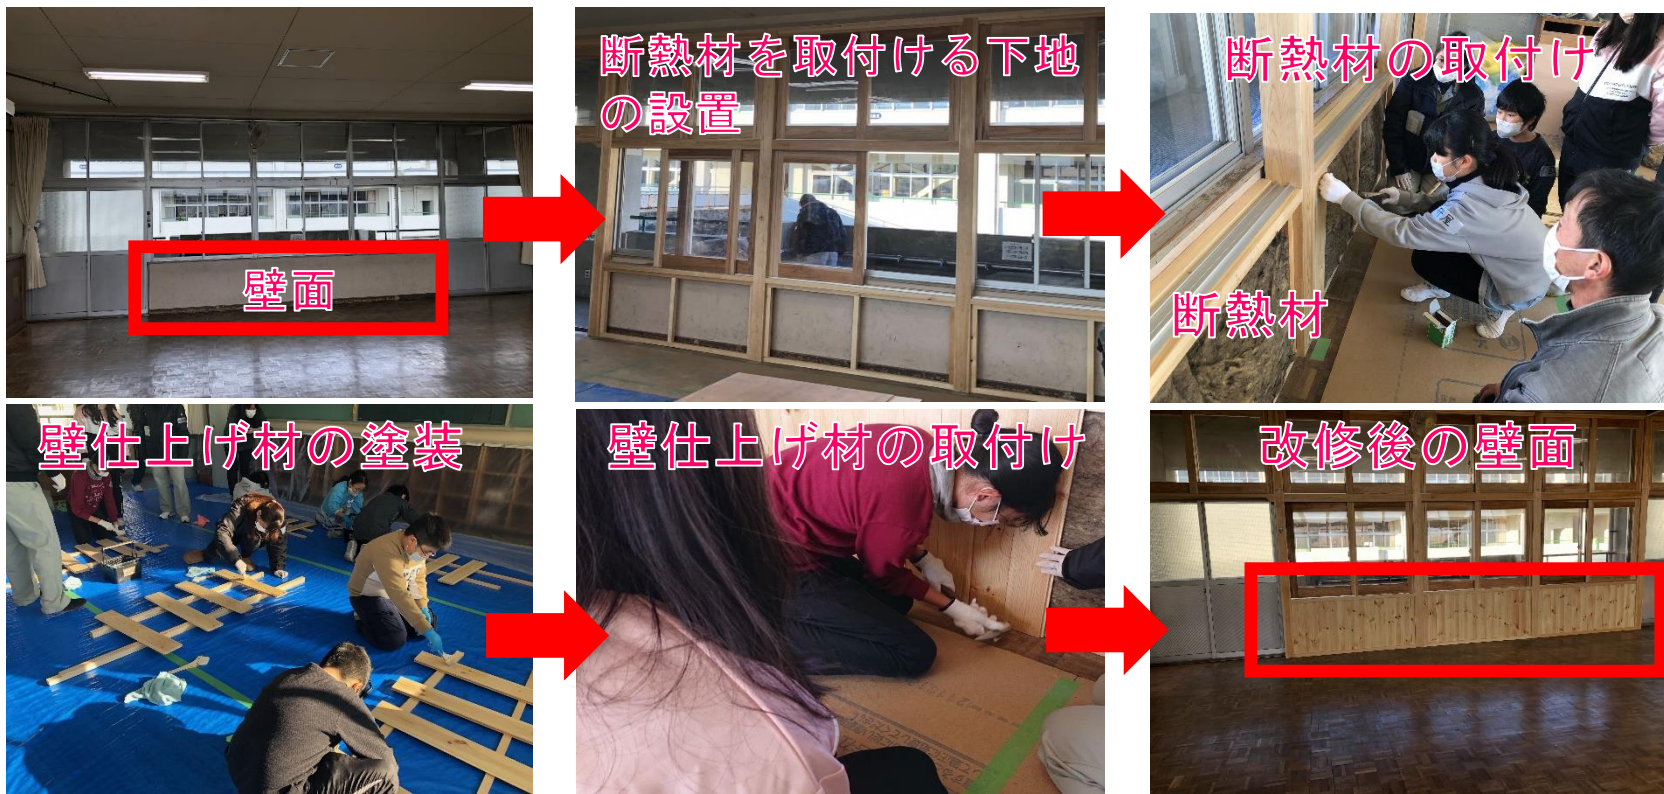 壁面
断熱材を取付ける下地
の設置
断熱材の取付け
断熱材
壁仕上げ材の塗装
壁仕上げ材の取付け
改修後の壁面